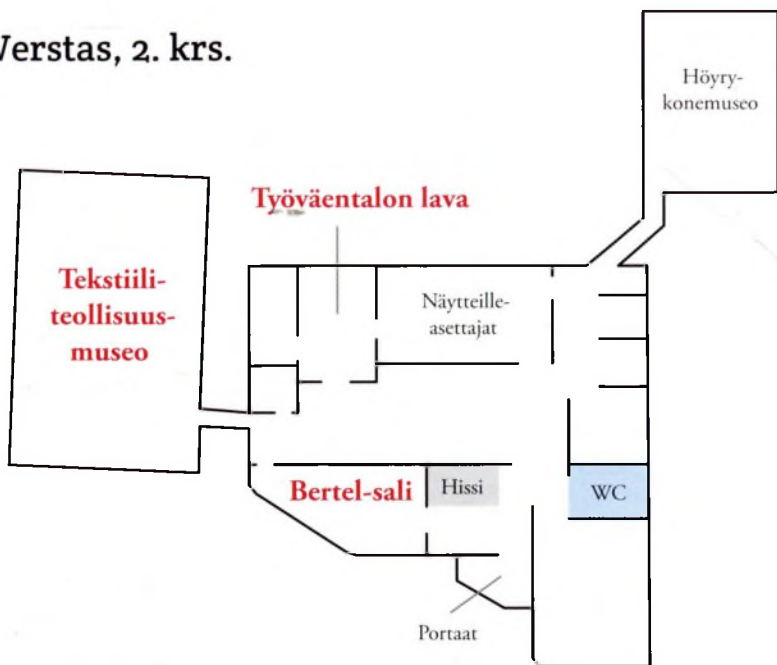 Verstas, 2. krs.
Höyry-
konemuseo
Työväentalon lava
Tekstiili-
teollisuus-
museo
Näytteille-
asettajat
Bertel-sali
Hissi
WC
Portaat